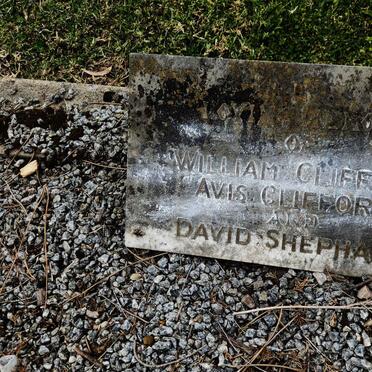 OF
WILLIAM CLIFF
AVIS CLIFFOR
AND
DAVID SHEPHA